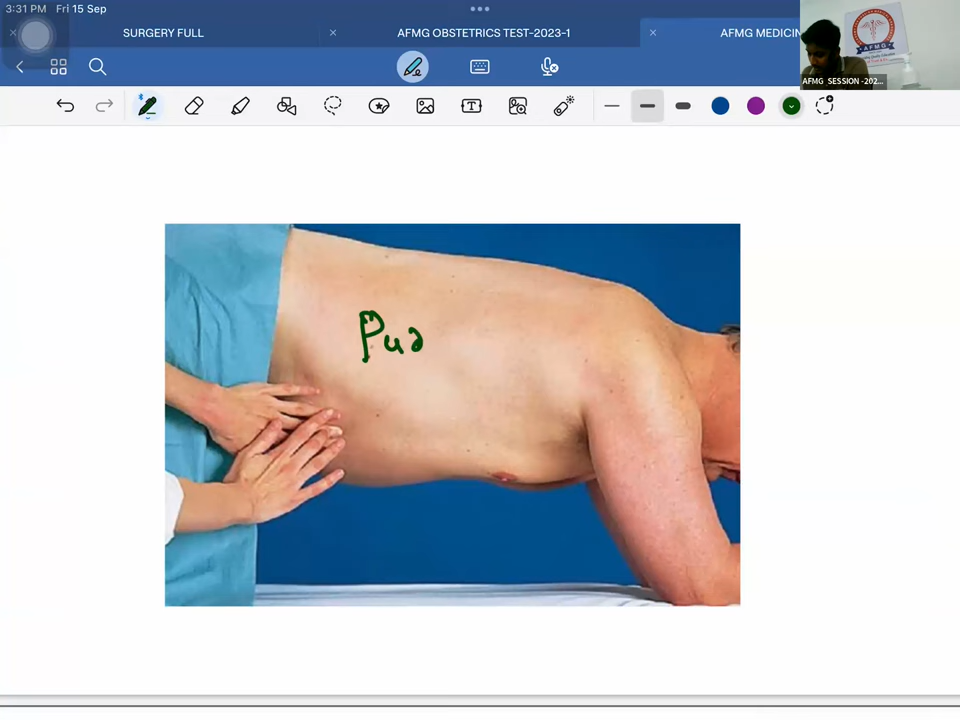 3:31 PM Fri 15 Sep
SURGERY FULL
AFMG OBSTETRICS TEST-2023-1
AFMG MEDICIN
AFMG
AFMG SESSION -202...
T
Pud